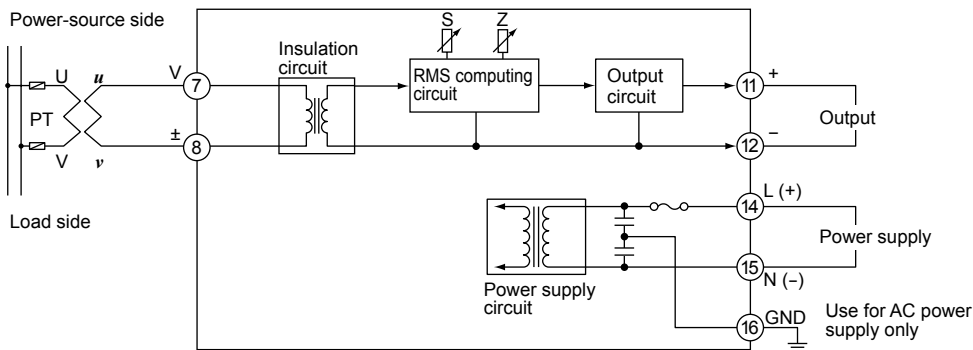 Power-source side
S
Z
Insulation
circuit
RMS computing
circuit
Output
circuit
U
u
V
7
11
+
PT
Output
±
8
12
−
V
v
Load side
14
L (+)
Power supply
15
N (−)
Power supply
circuit
16
GND
Use for AC power
supply only